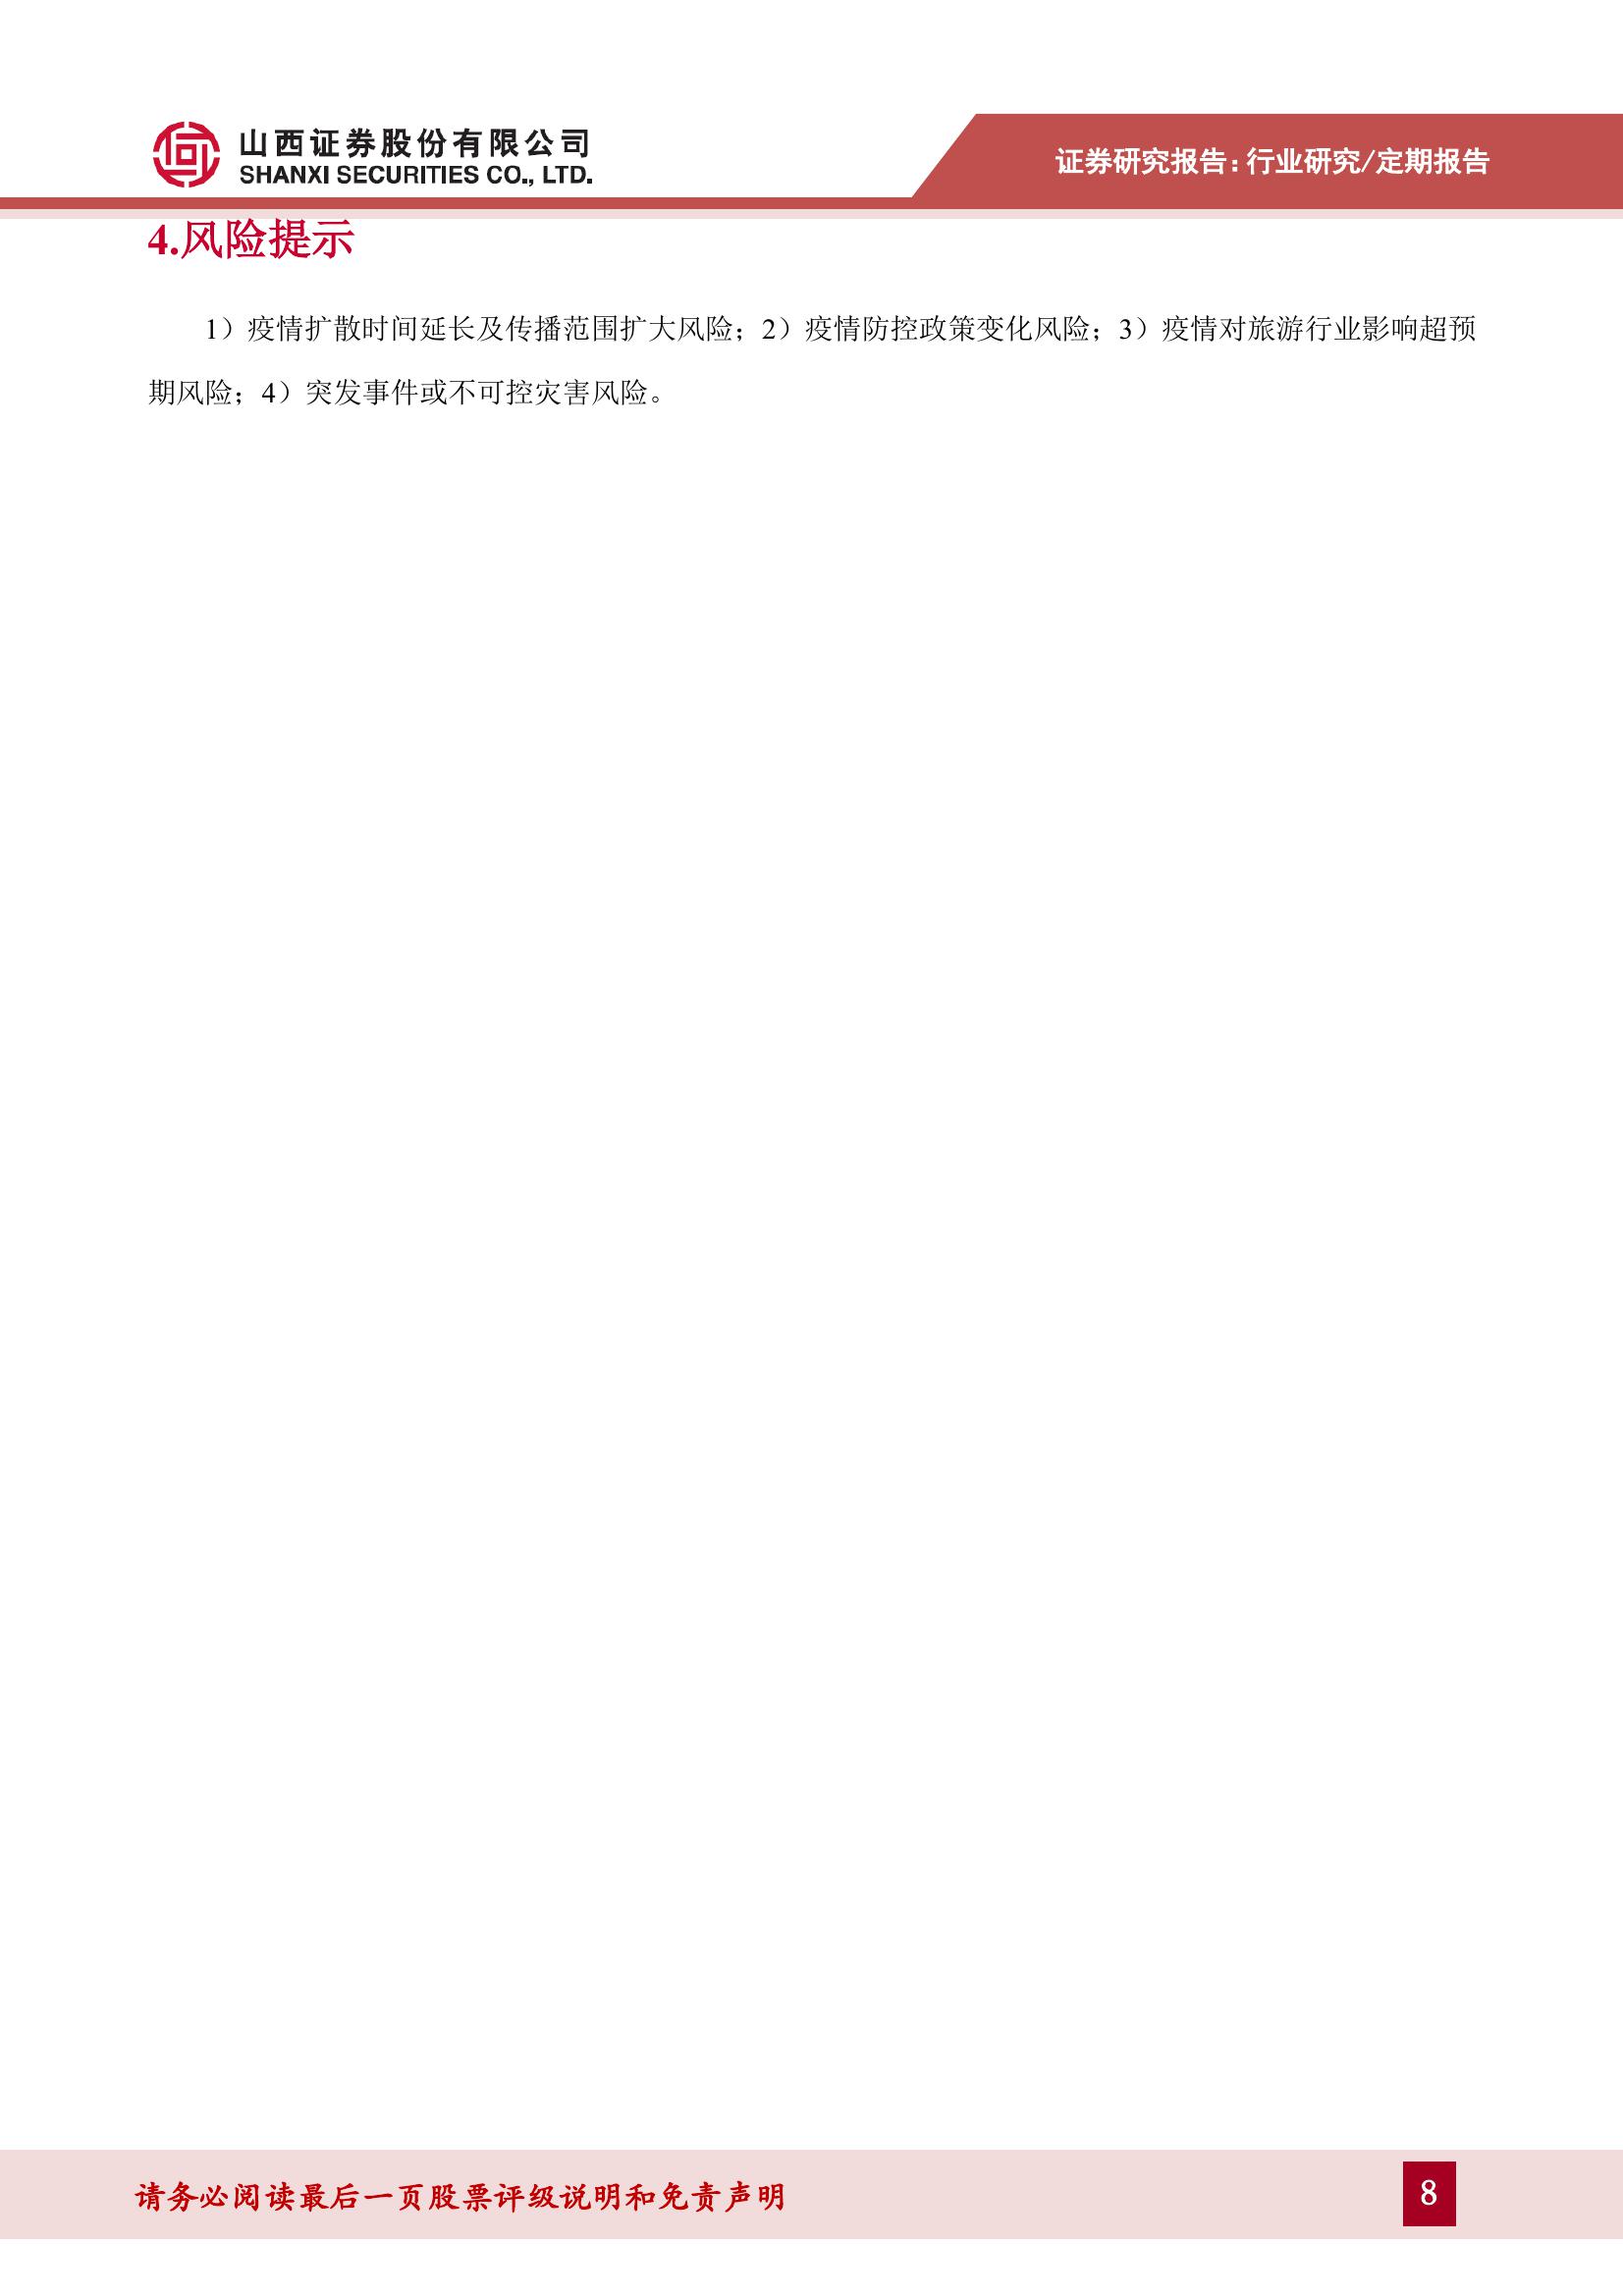 山西证券股份有限公司
SHANXI SECURITIES CO., LTD.
证券研究报告：行业研究/定期报告
4.风险提示
1）疫情扩散时间延长及传播范围扩大风险；2）疫情防控政策变化风险；3）疫情对旅游行业影响超预
期风险；4）突发事件或不可控灾害风险。
请务必阅读最后一页股票评级说明和免责声明
8